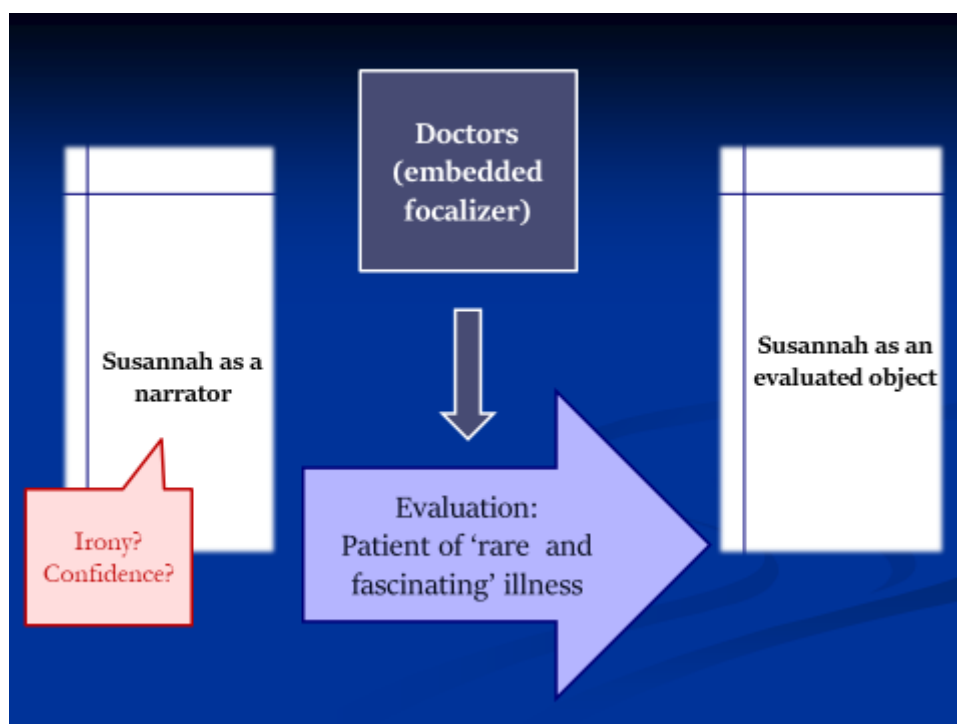 Doctors
(embedded
focalizer)
Susannah as a
narrator
Susannah as an
evaluated object
Irony?
Confidence?
Evaluation:
Patient of ‘rare  and
fascinating’ illness